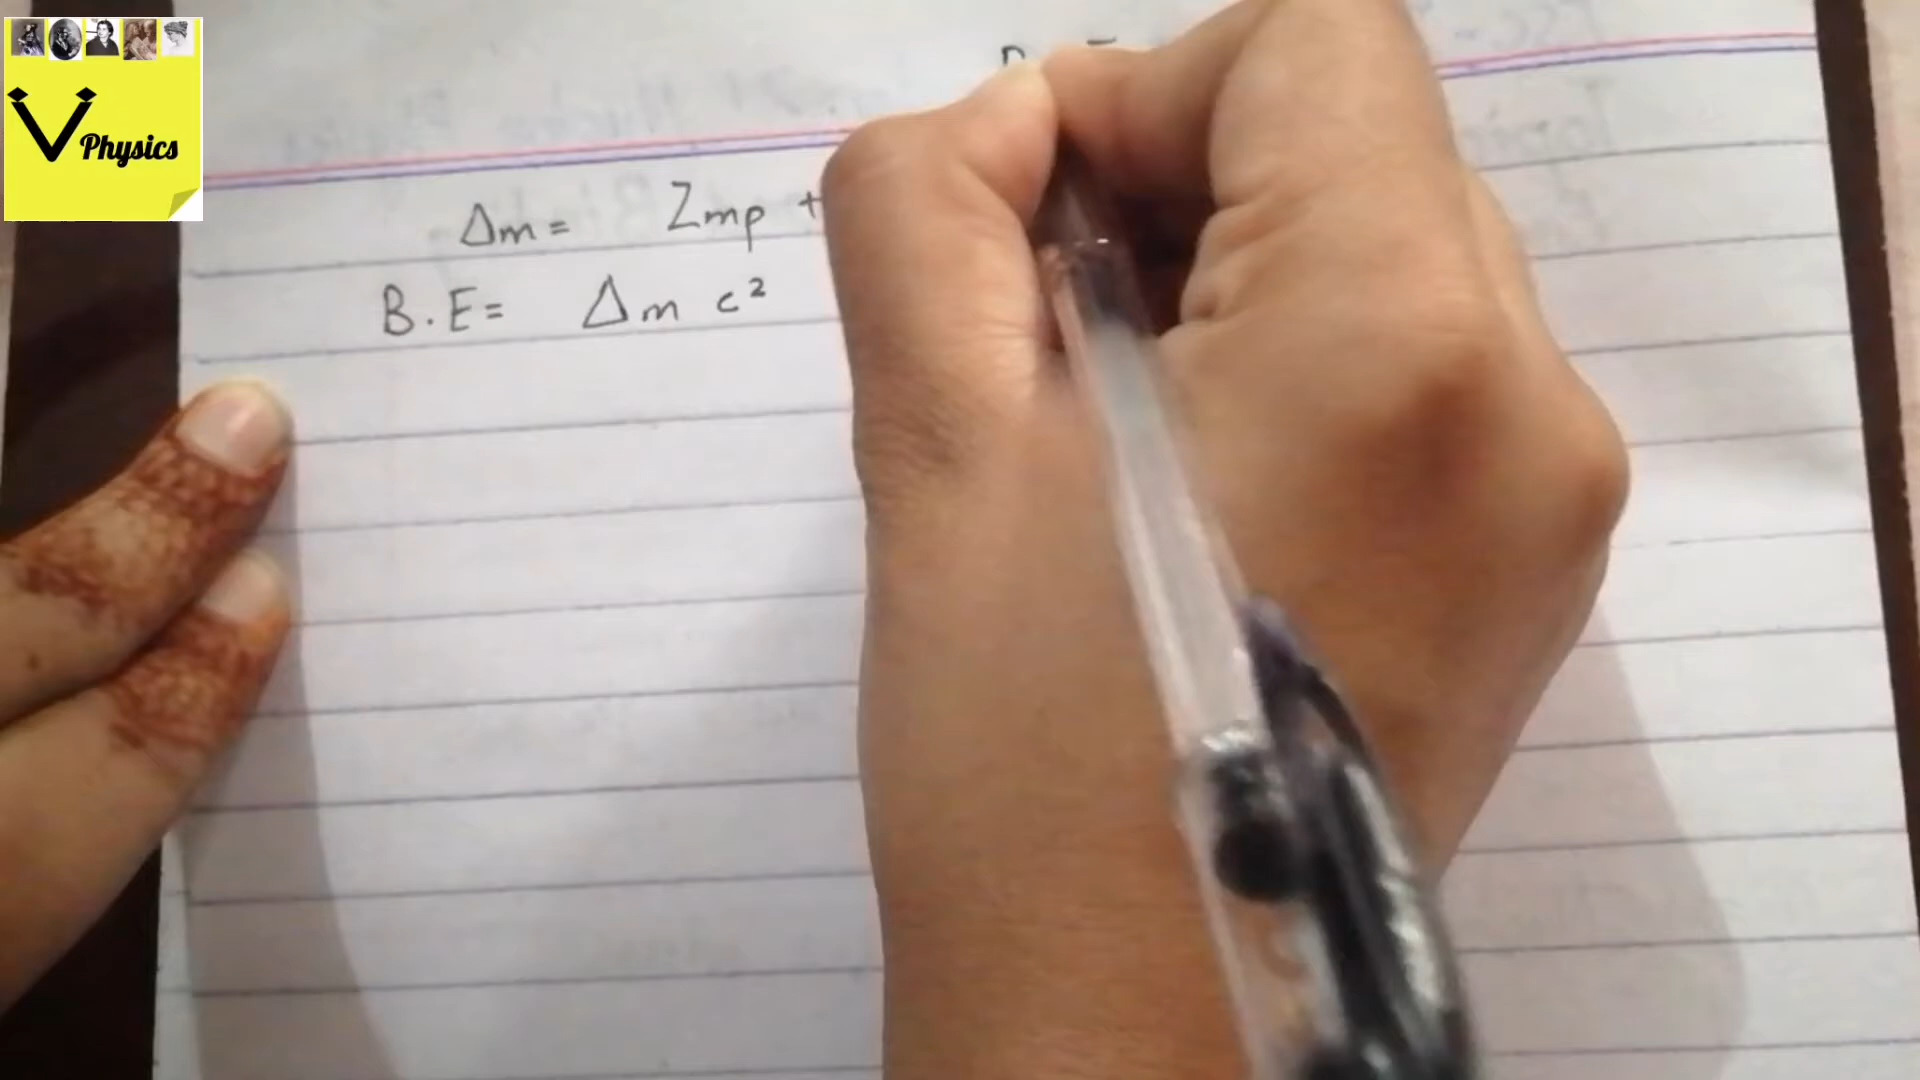 V Physics
Δm = Zmp +
B.E = Δm c²